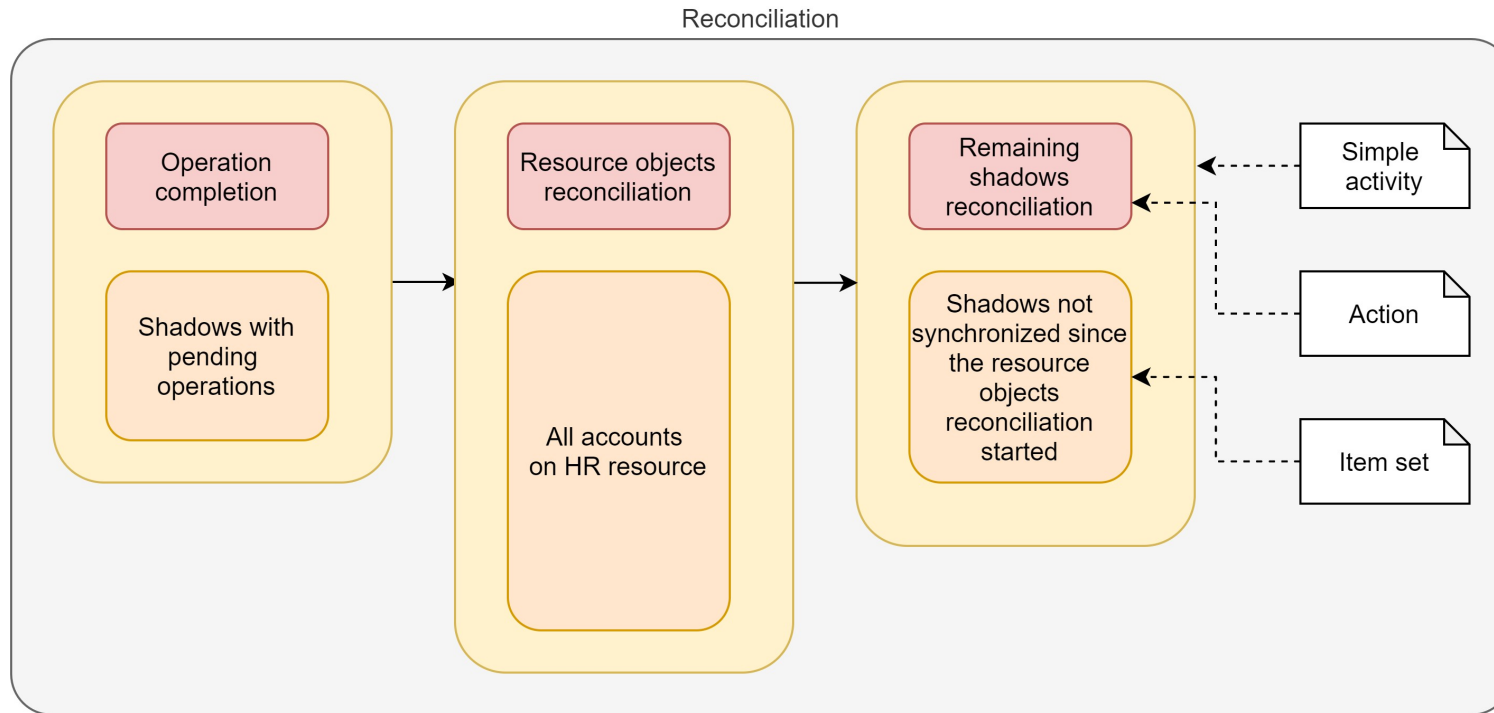 Reconciliation
Operation
completion
Shadows with
pending
operations
Resource objects
reconciliation
All accounts
on HR resource
Remaining
shadows
reconciliation
Shadows not
synchronized since
the resource
objects
reconciliation
started
Simple
activity
Action
Item set